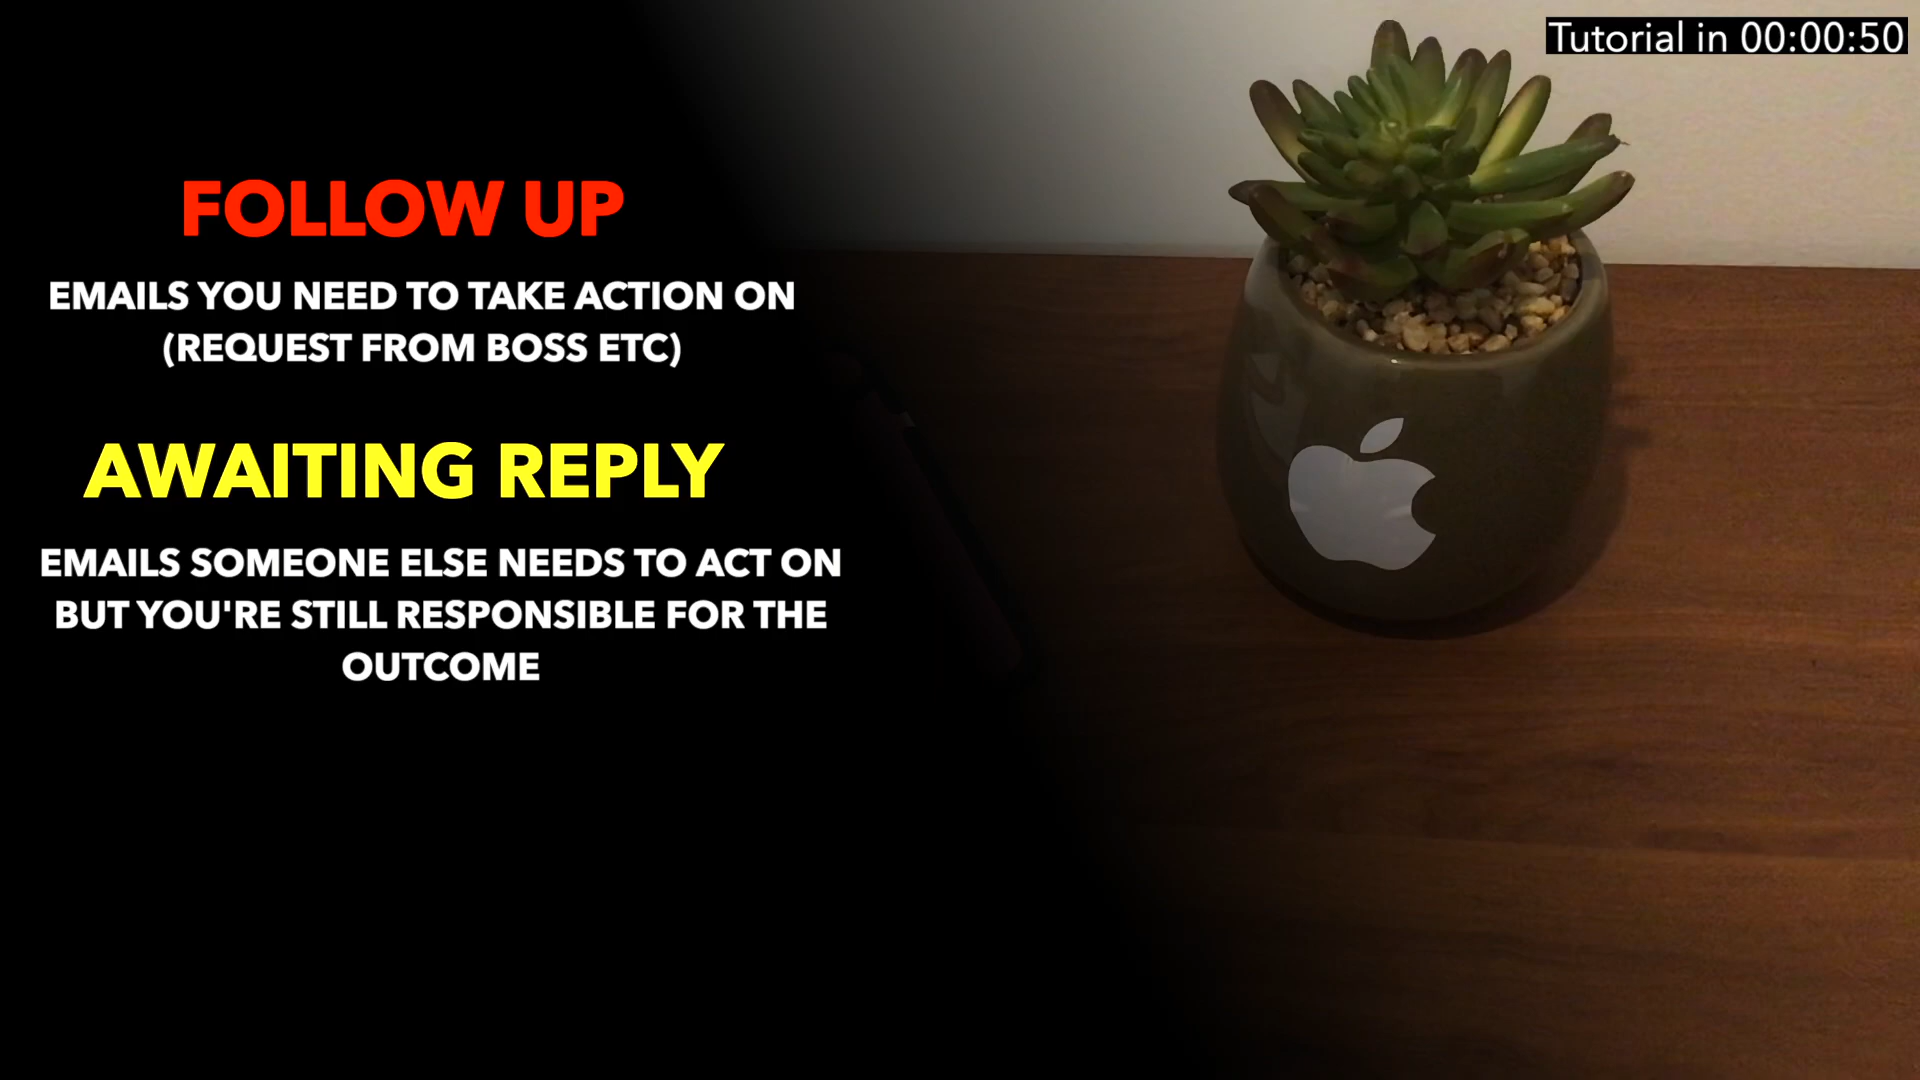 Tutorial in 00:00:50
FOLLOW UP
EMAILS YOU NEED TO TAKE ACTION ON
(REQUEST FROM BOSS ETC)
AWAITING REPLY
EMAILS SOMEONE ELSE NEEDS TO ACT ON
BUT YOU'RE STILL RESPONSIBLE FOR THE
OUTCOME